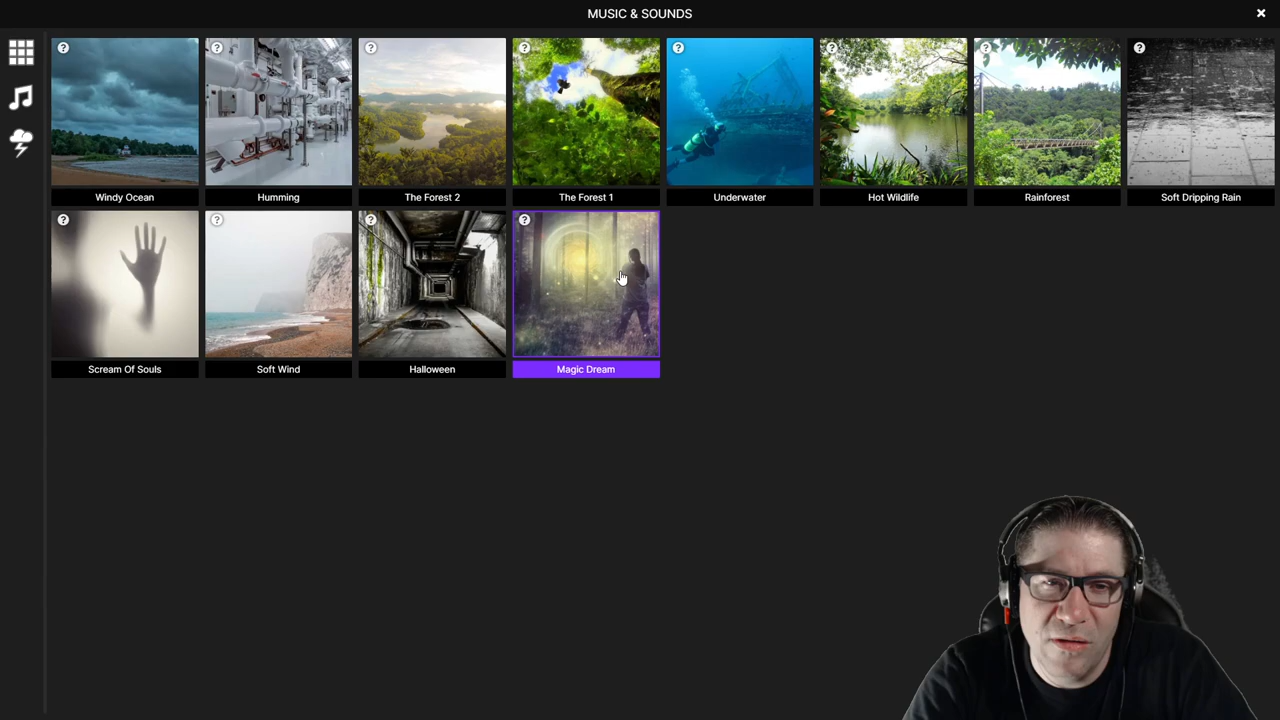 MUSIC & SOUNDS
Windy Ocean
Humming
The Forest 2
The Forest 1
Underwater
Hot Wildlife
Rainforest
Soft Dripping Rain
Scream Of Souls
Soft Wind
Halloween
Magic Dream